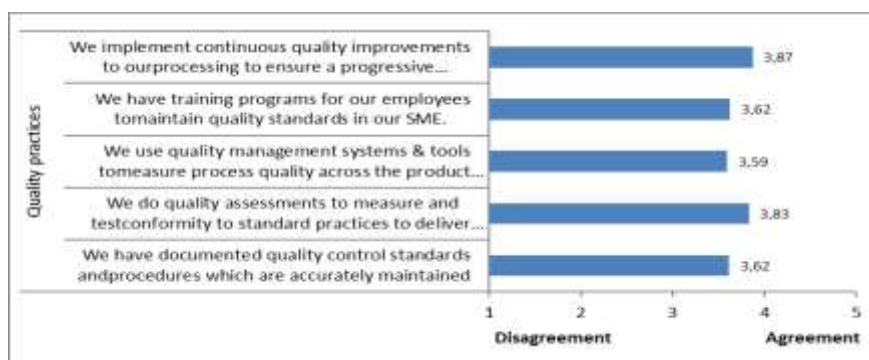 Quality practices
We implement continuous quality improvements
to ourprocessing to ensure a progressive...
3,87
We have training programs for our employees
tomaintain quality standards in our SME.
3,62
We use quality management systems & tools
tomeasure process quality across the product...
3,59
We do quality assessments to measure and
testconformity to standard practices to deliver...
3,83
We have documented quality control standards
andprocedures which are accurately maintained
3,62
1 2 3 4 5
Disagreement Agreement